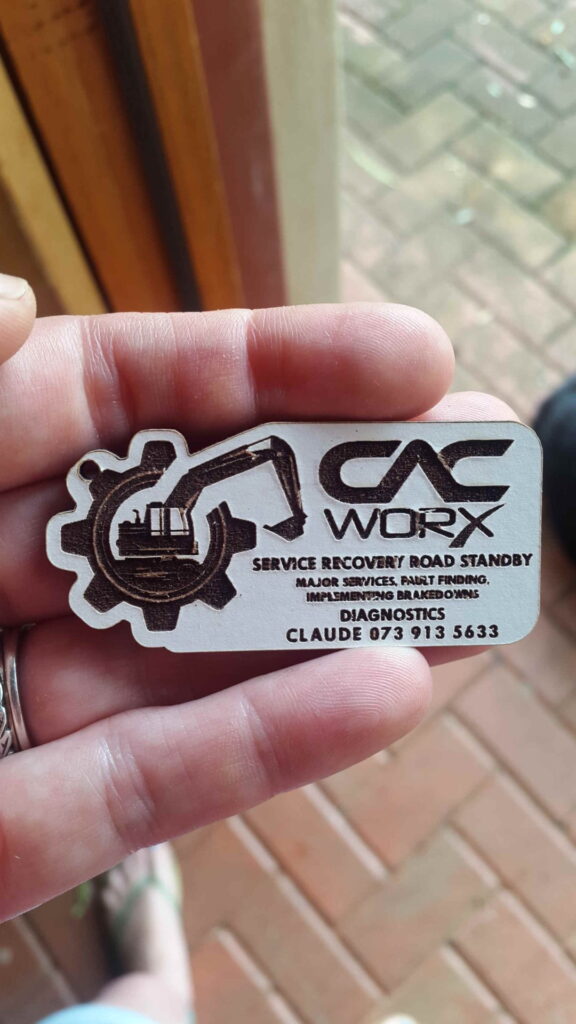 CAC
WORX
SERVICE RECOVERY ROAD STANDBY
MAJOR SERVICES, FAULT FINDING,
IMPLEMENTING BRAKEDOWNS
DIAGNOSTICS
CLAUDE 073 913 5633